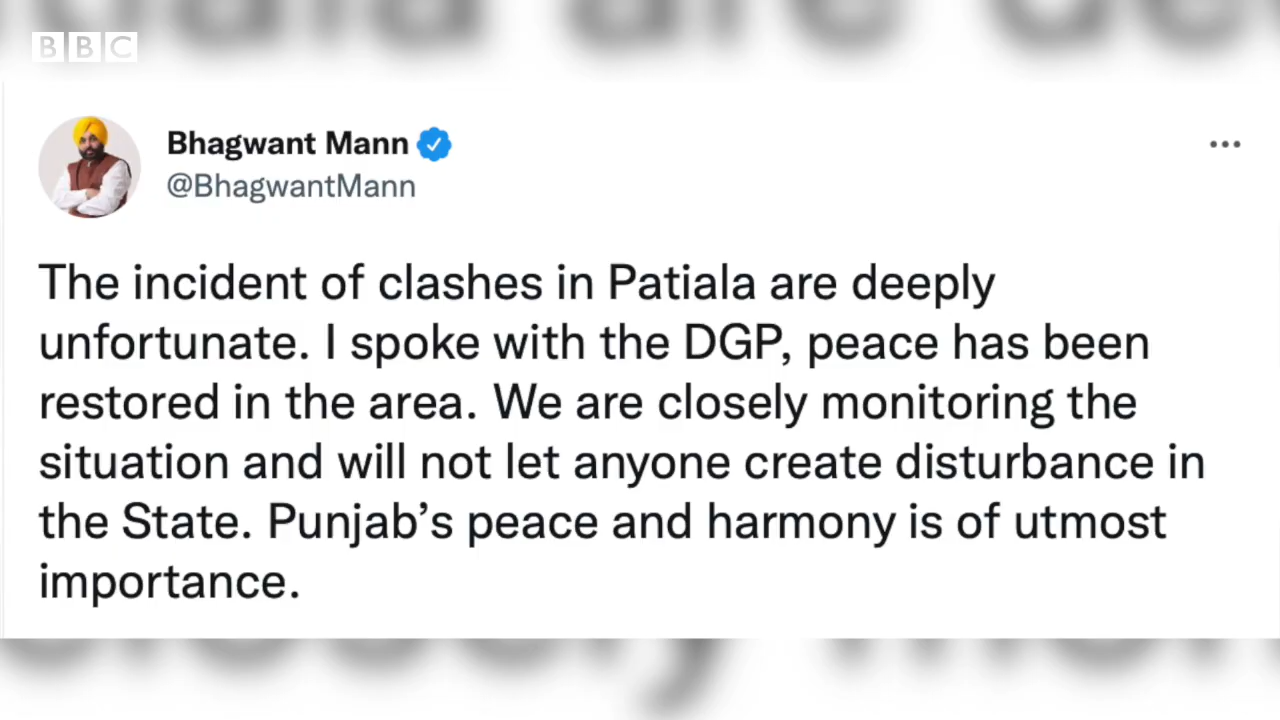 BBC
Bhagwant Mann
@BhagwantMann
The incident of clashes in Patiala are deeply
unfortunate. I spoke with the DGP, peace has been
restored in the area. We are closely monitoring the
situation and will not let anyone create disturbance in
the State. Punjab’s peace and harmony is of utmost
importance.